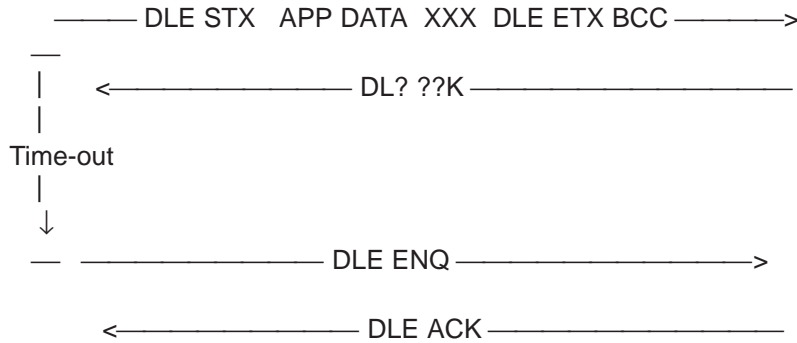 DLE STX APP DATA XXX DLE ETX BCC
DL? ??K
Time-out
DLE ENQ
DLE ACK